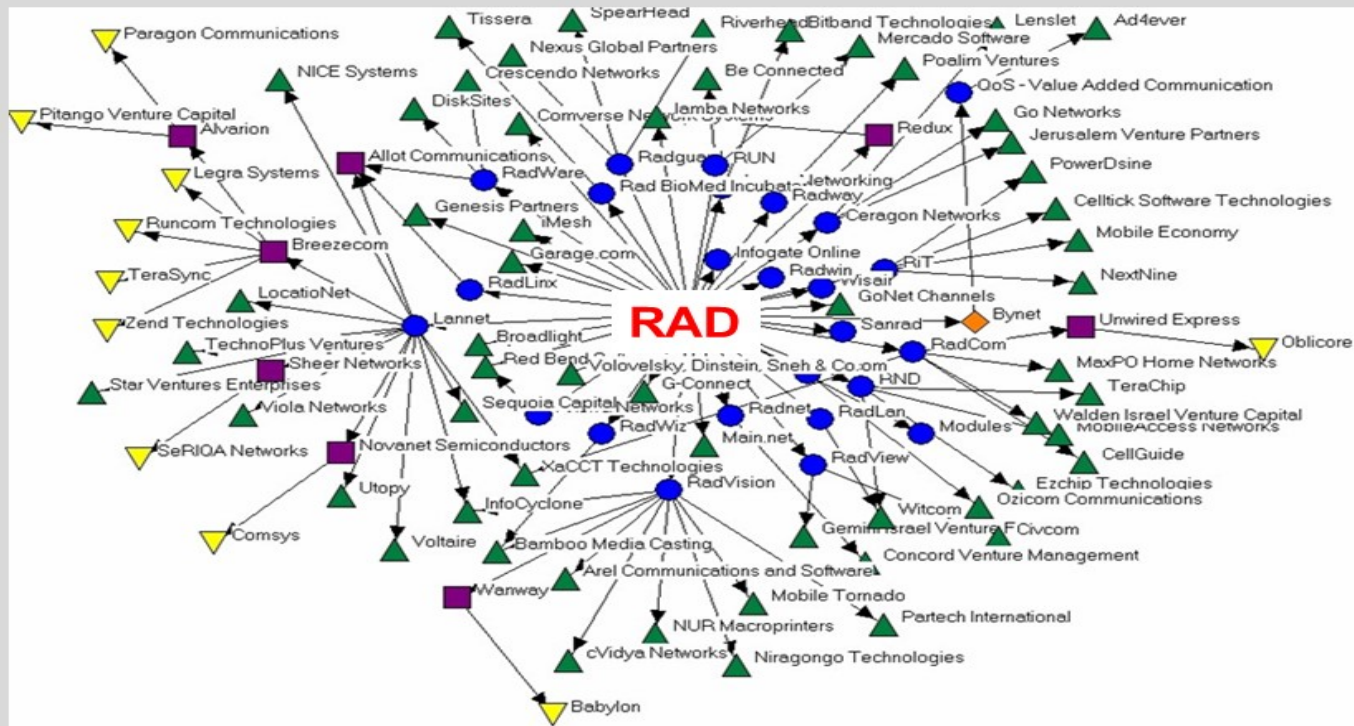 Tissera
SpearHead
Riverhead
Bitband Technologies
Lenslet
Ad4ever
Paragon Communications
Nexus Global Partners
Mercado Software
NICE Systems
Crescendo Networks
Be Connected
Poalim Ventures
QoS - Value Added Communication
DiskSites
Comverse Network Systems
Jamba Networks
Go Networks
Pitango Venture Capital
Alvarion
Redux
Jerusalem Venture Partners
Allot Communications
Radguard
RUN
PowerDsine
Legra Systems
RadWare
Rad BioMed Incubator
Networking
Radway
Celltick Software Technologies
Genesis Partners
iMesh
Ceragon Networks
Runcom Technologies
Breezecom
Garage.com
Infogate Online
RiT
Mobile Economy
TeraSync
RadLinx
Radwin
Wisair
NextNine
LocatioNet
GoNet Channels
Zend Technologies
Lannet
RAD
Sanrad
Bynet
Unwired Express
TechnoPlus Ventures
Broadlight
RadCom
Oblicore
Sheer Networks
Red Bend
Volovelsky, Dinstein, Sneh & Co.
om
MaxPO Home Networks
Star Ventures Enterprises
G-Connect
RND
TeraChip
Viola Networks
Sequoia Capital
Networks
Radnet
RadLan
Walden Israel Venture Capital
MobileAccess Networks
SeRIQA Networks
Novanet Semiconductors
RadWiz
Main.net
Modules
XaCCT Technologies
RadView
CellGuide
Utopy
RadVision
Ezchip Technologies
InfoCyclone
Witcom
Ozicom Communications
Comsys
Voltaire
Bamboo Media Casting
Gemini Israel Venture F
Civcom
Concord Venture Management
Wanway
Arel Communications and Software
Mobile Tornado
Partech International
NUR Macroprinters
cVidya Networks
Niragongo Technologies
Babylon